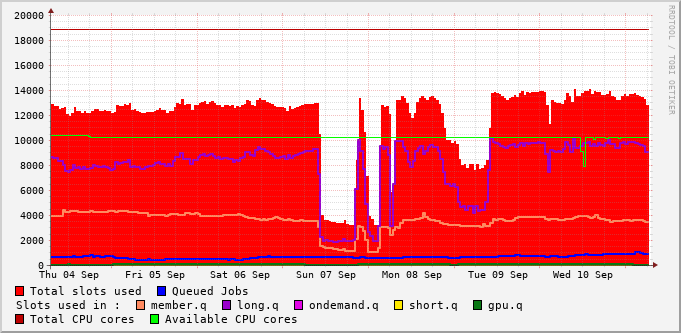 20000
18000
16000
14000
12000
10000
8000
6000
4000
2000
0
Thu 04 Sep Fri 05 Sep Sat 06 Sep Sun 07 Sep Mon 08 Sep Tue 09 Sep Wed 10 Sep
Total slots used Queued Jobs
Slots used in : member.q long.q ondemand.q short.q gpu.q
Total CPU cores Available CPU cores
RRDTOOL / TOBI OETIKER